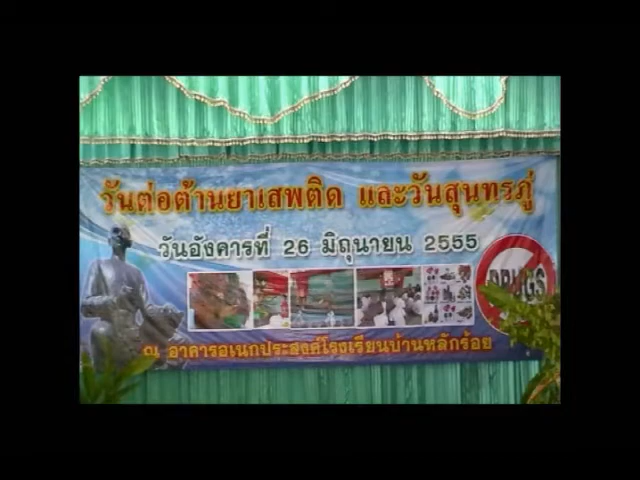 วันต่อต้านยาเสพติด และวันสุนทรภู่
วันอังคารที่ 26 มิถุนายน 2555
DRUGS
ณ อาคารอเนกประสงค์โรงเรียนบ้านหลักร้อย